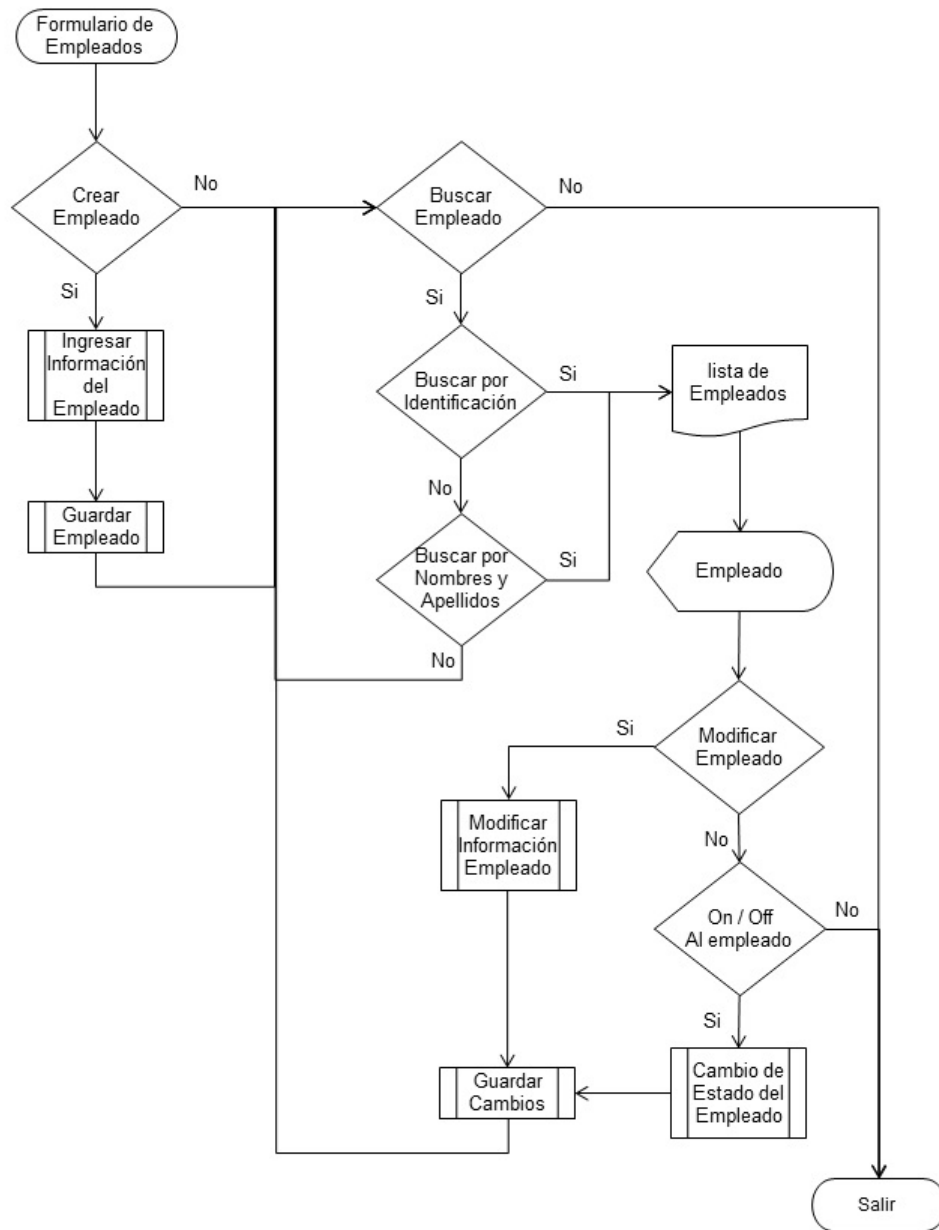 Formulario de
Empleados
Crear
Empleado
No
Buscar
Empleado
No
Si
Si
Ingresar
Información
del
Empleado
Buscar por
Identificación
Si
lista de
Empleados
No
Guardar
Empleado
Buscar por
Nombres y
Apellidos
Si
Empleado
No
Si
Modificar
Empleado
Modificar
Información
Empleado
No
On / Off
Al empleado
No
Si
Guardar
Cambios
Cambio de
Estado del
Empleado
Salir